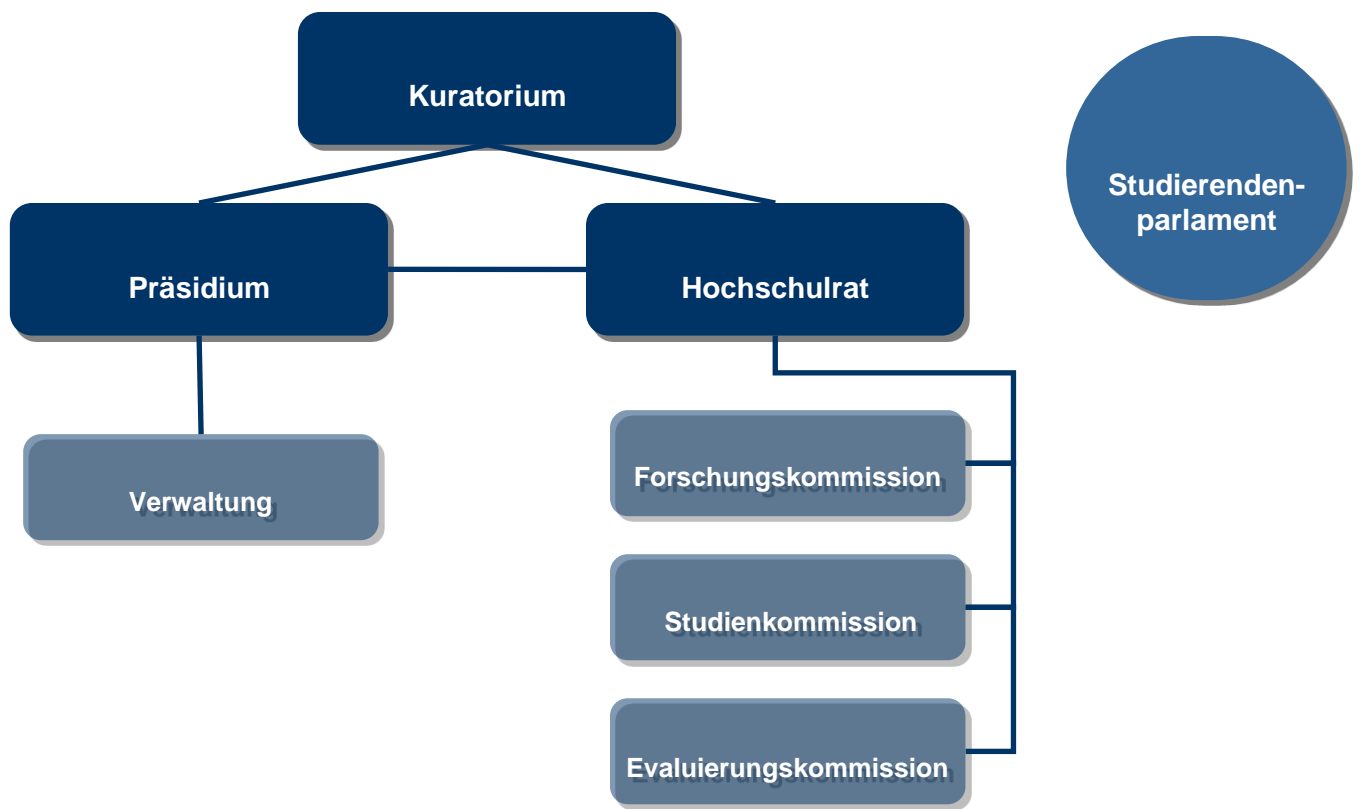 Kuratorium
Studierenden-
parlament
Präsidium
Hochschulrat
Verwaltung
Forschungskommission
Studienkommission
Evaluierungskommission